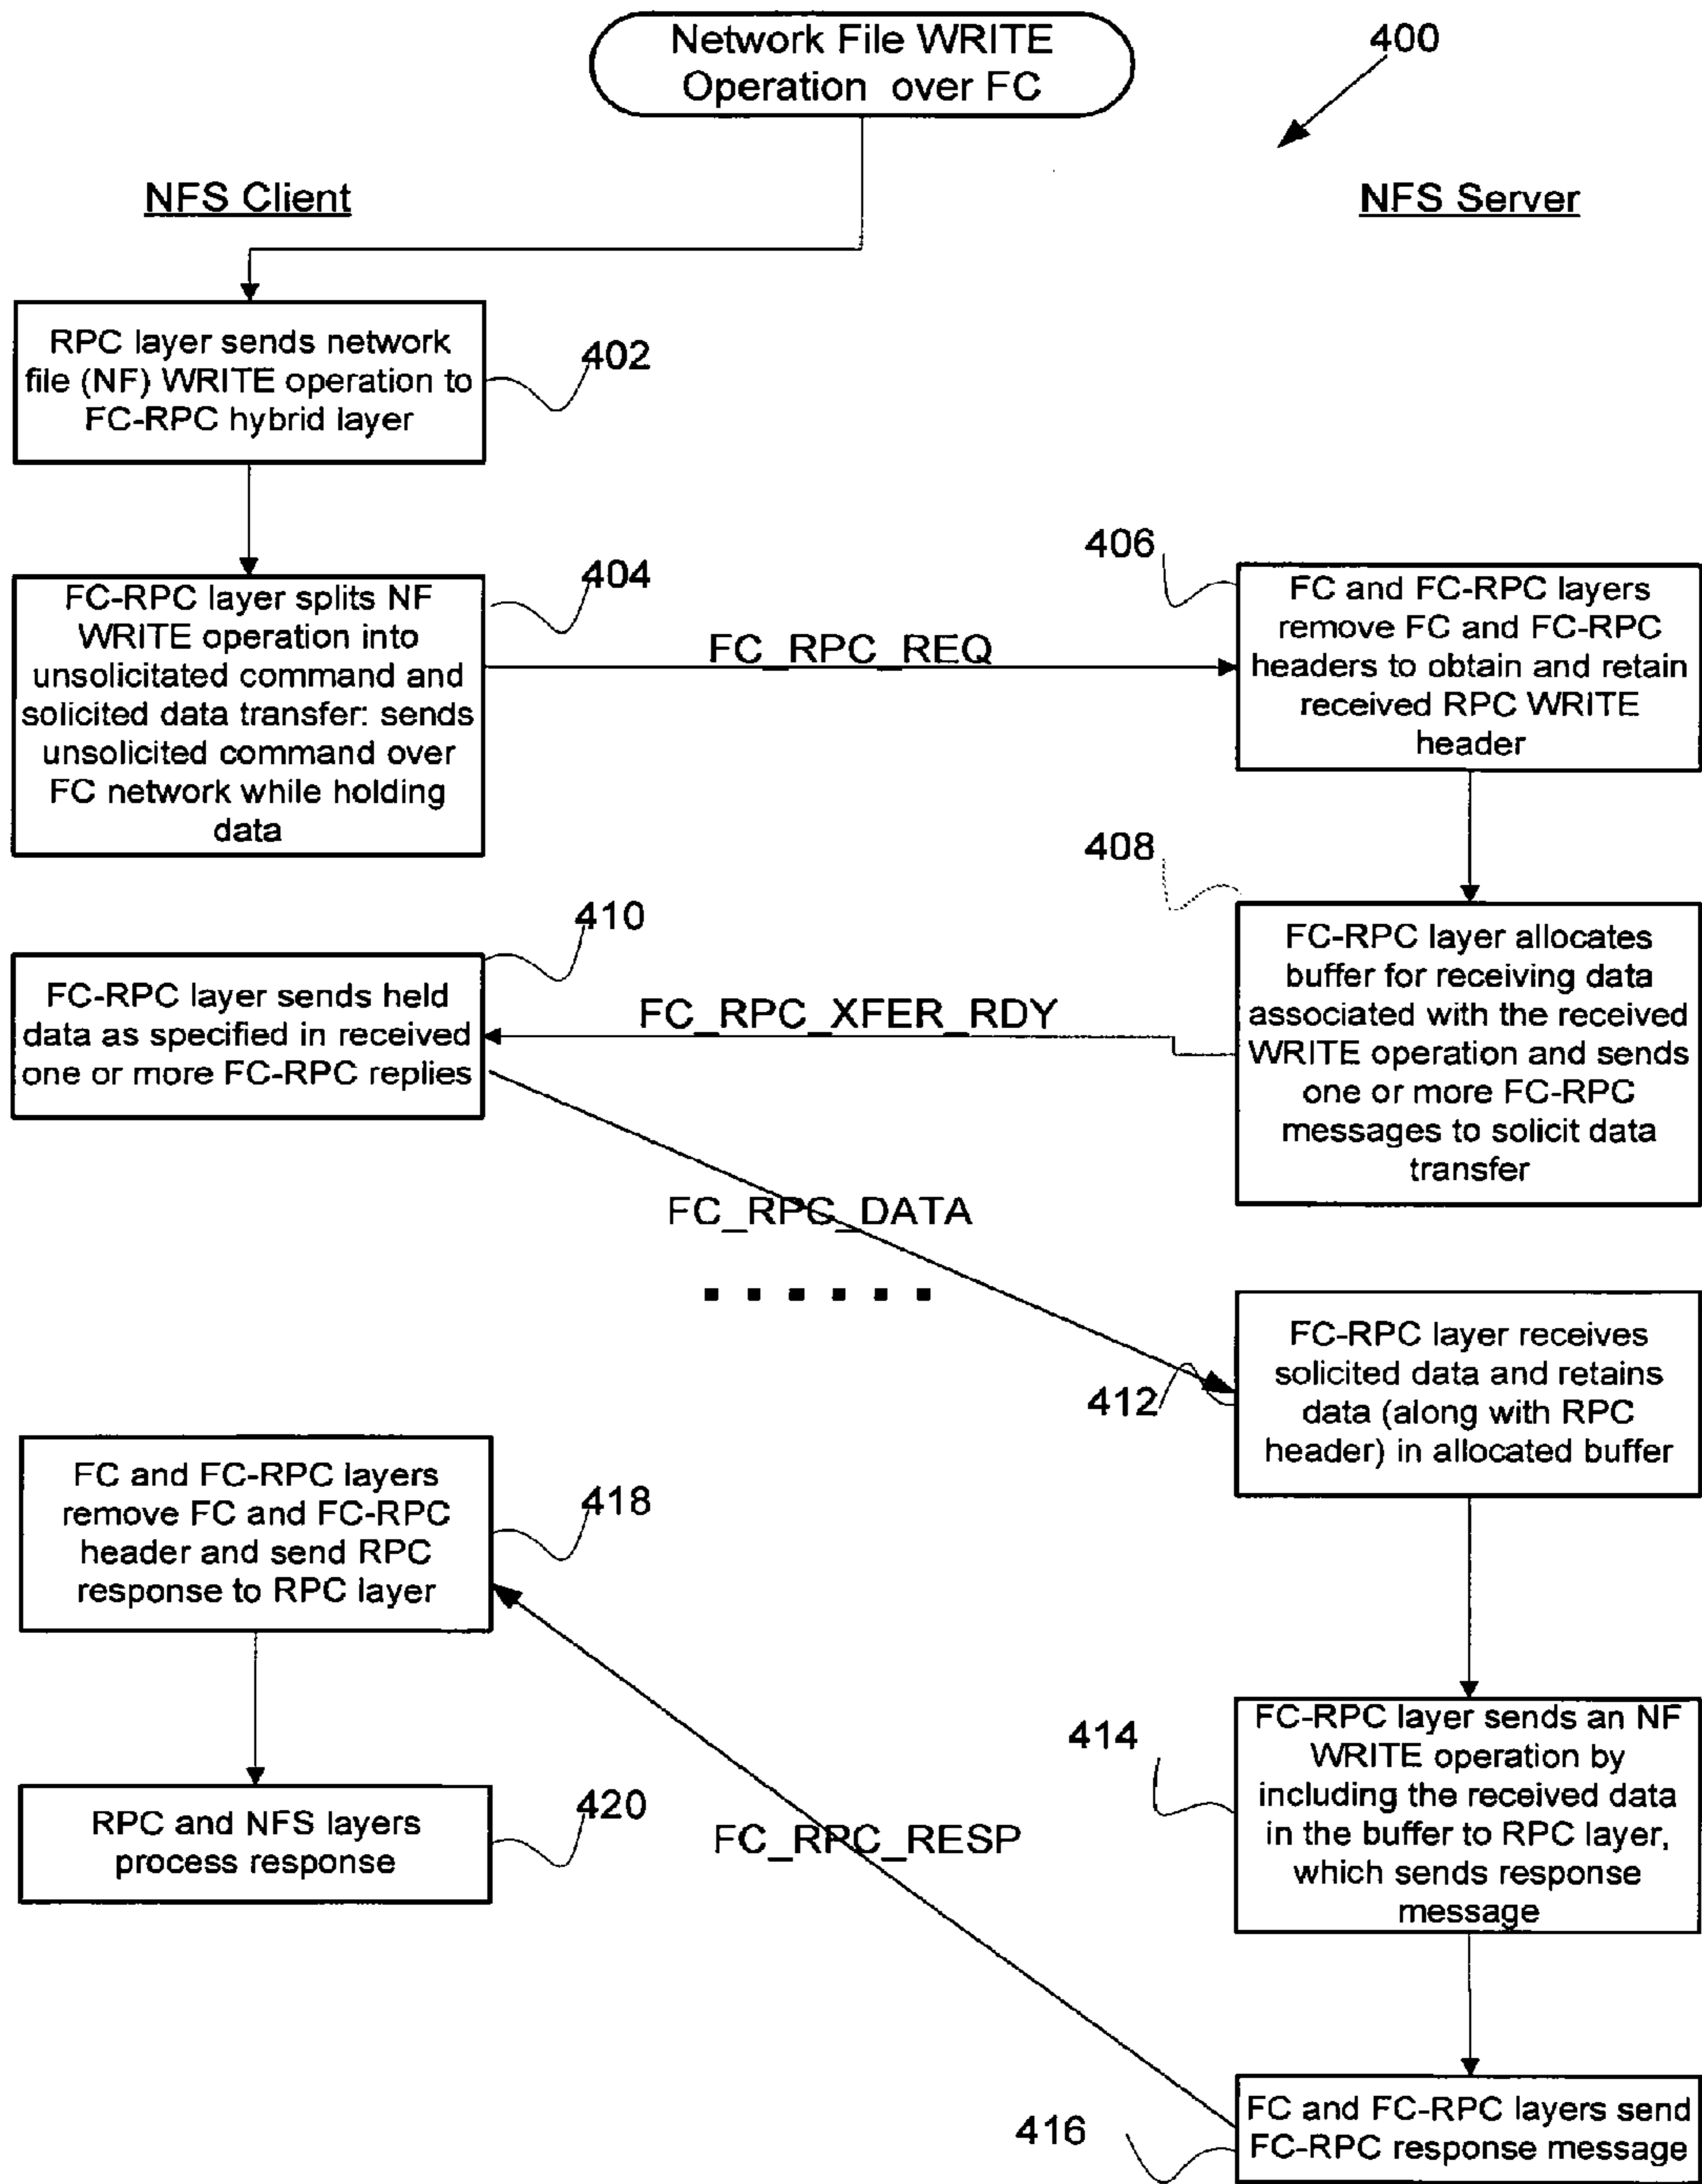 Network File WRITE
Operation over FC
400
NFS Client
NFS Server
RPC layer sends network
file (NF) WRITE operation to
FC-RPC hybrid layer
402
FC-RPC layer splits NF
WRITE operation into
unsolicitated command and
solicited data transfer: sends
unsolicited command over
FC network while holding
data
404
FC_RPC_REQ
406
FC and FC-RPC layers
remove FC and FC-RPC
headers to obtain and retain
received RPC WRITE
header
408
FC-RPC layer allocates
buffer for receiving data
associated with the received
WRITE operation and sends
one or more FC-RPC
messages to solicit data
transfer
FC_RPC_XFER_RDY
410
FC-RPC layer sends held
data as specified in received
one or more FC-RPC replies
FC_RPC_DATA
412
FC-RPC layer receives
solicited data and retains
data (along with RPC
header) in allocated buffer
414
FC-RPC layer sends an NF
WRITE operation by
including the received data
in the buffer to RPC layer,
which sends response
message
416
FC and FC-RPC layers send
FC-RPC response message
FC_RPC_RESP
FC and FC-RPC layers
remove FC and FC-RPC
header and send RPC
response to RPC layer
418
RPC and NFS layers
process response
420